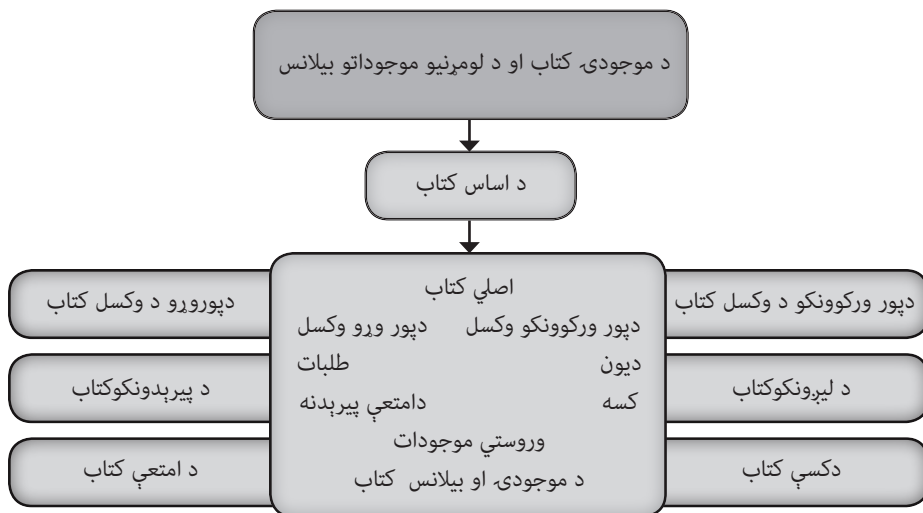 د موجودۍ کتاب او د لومړنیو موجوداتو بیلانس
د اساس کتاب
اصلي کتاب
دپور ورکوونکو وکسل دپور وړو وکسل
دیون طلبات
کسه دامتعې پیرېدنه
وروستي موجودات
د موجودۍ او بیلانس کتاب
دپور ورکوونکو د وکسل کتاب
د لیږونکوکتاب
دکسې کتاب
دپوروړو د وکسل کتاب
د پیرېدونکوکتاب
د امتعې کتاب